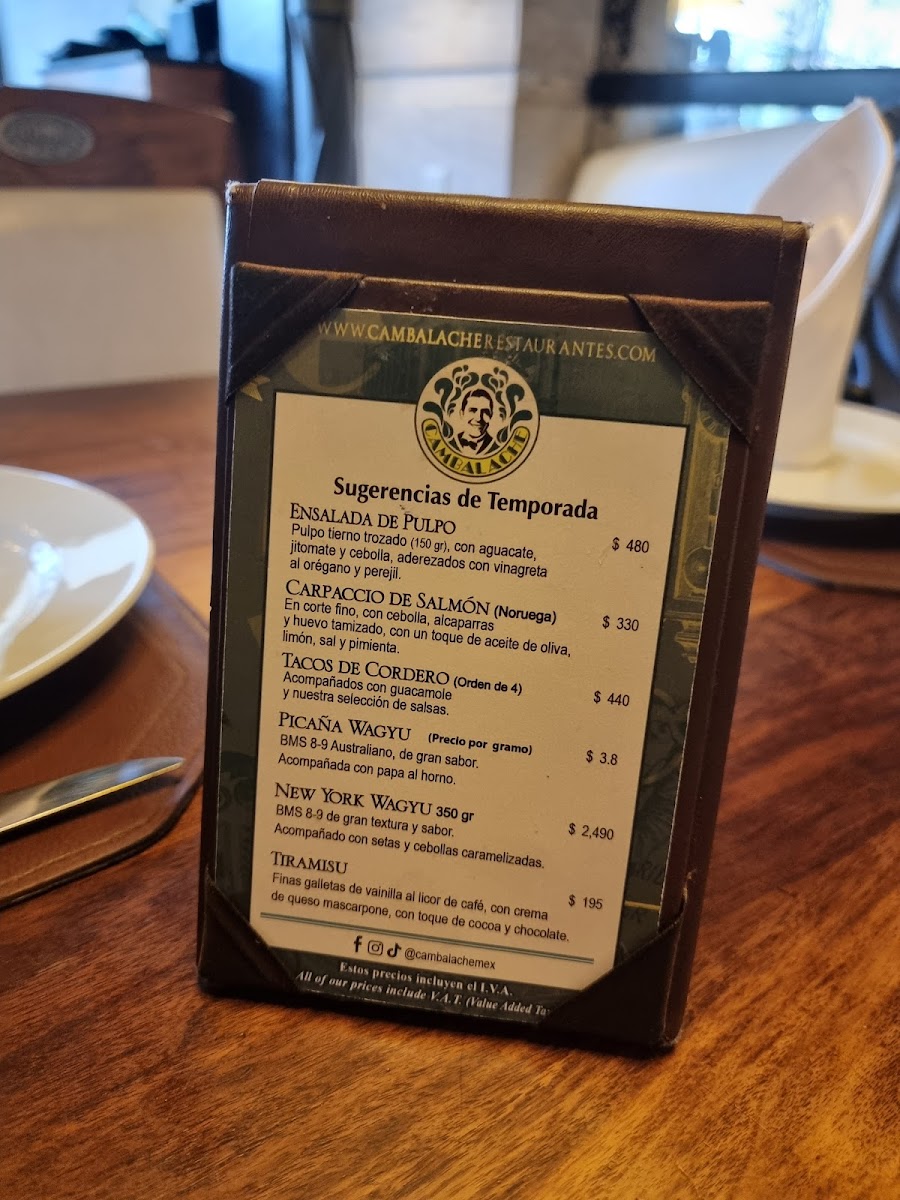 WWW.CAMBALACHERESTAURANTES.COM
CAMBALACHE
Sugerencias de Temporada
ENSALADA DE PULPO
$ 480
Pulpo tierno trozado (150 gr), con aguacate,
jitomate y cebolla, aderezados con vinagreta
al orégano y perejil.
CARPACCIO DE SALMÓN (Noruega)
$ 330
En corte fino, con cebolla, alcaparras
y huevo tamizado, con un toque de aceite de oliva,
limón, sal y pimienta.
TACOS DE CORDERO (Orden de 4)
$ 440
Acompañados con guacamole
y nuestra selección de salsas.
PICAÑA WAGYU (Precio por gramo)
$ 3.8
BMS 8-9 Australiano, de gran sabor.
Acompañada con papa al horno.
NEW YORK WAGYU 350 gr
$ 2,490
BMS 8-9 de gran textura y sabor.
Acompañado con setas y cebollas caramelizadas.
TIRAMISU
$ 195
Finas galletas de vainilla al licor de café, con crema
de queso mascarpone, con toque de cocoa y chocolate.
@cambalachemex
Estos precios incluyen el I.V.A.
All of our prices include V.A.T. (Value Added Ta